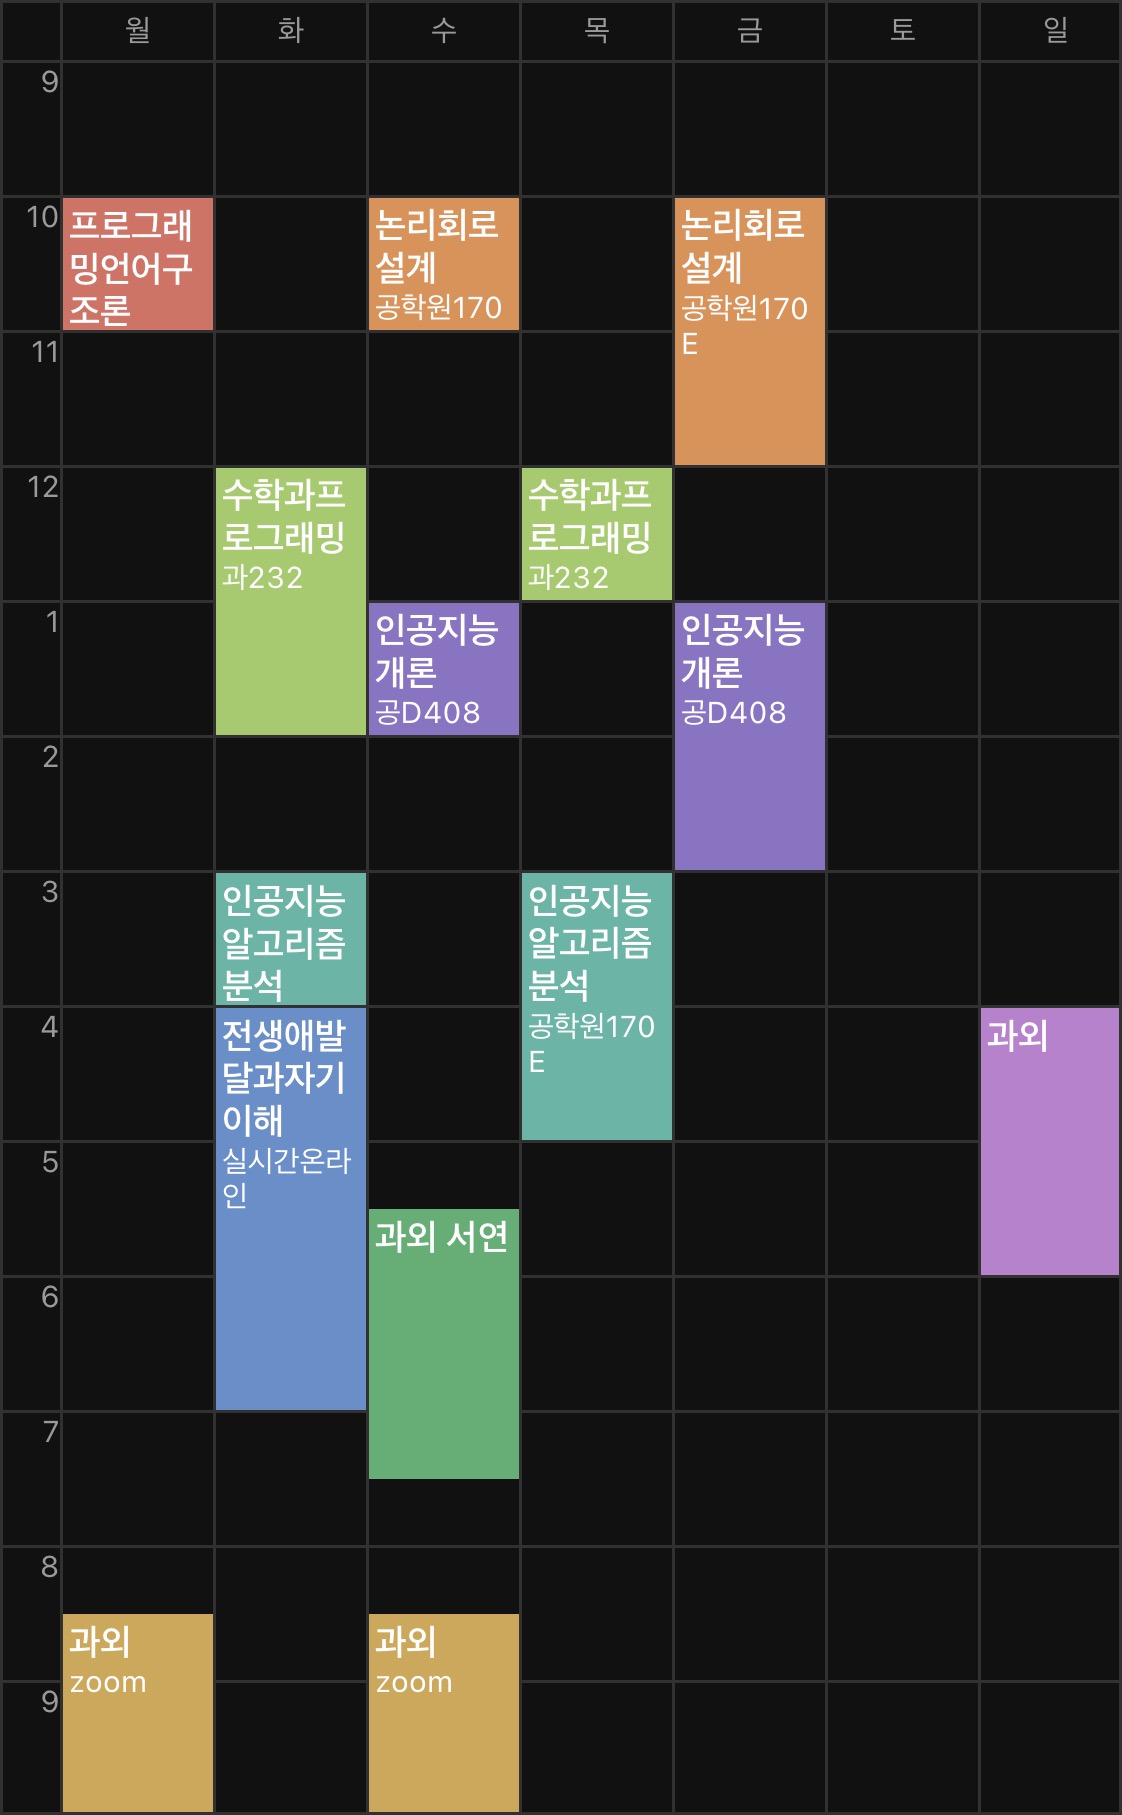 월 화 수 목 금 토 일
9
10
프로그래
밍언어구
조론
논리회로
설계
공학원170
논리회로
설계
공학원170
E
11
12
수학과프
로그래밍
과232
수학과프
로그래밍
과232
1
인공지능
개론
공D408
인공지능
개론
공D408
2
3
인공지능
알고리즘
분석
인공지능
알고리즘
분석
공학원170
E
4
전생애발
달과자기
이해
실시간온라
인
과외
5
과외 서연
6
7
8
과외
zoom
과외
zoom
9